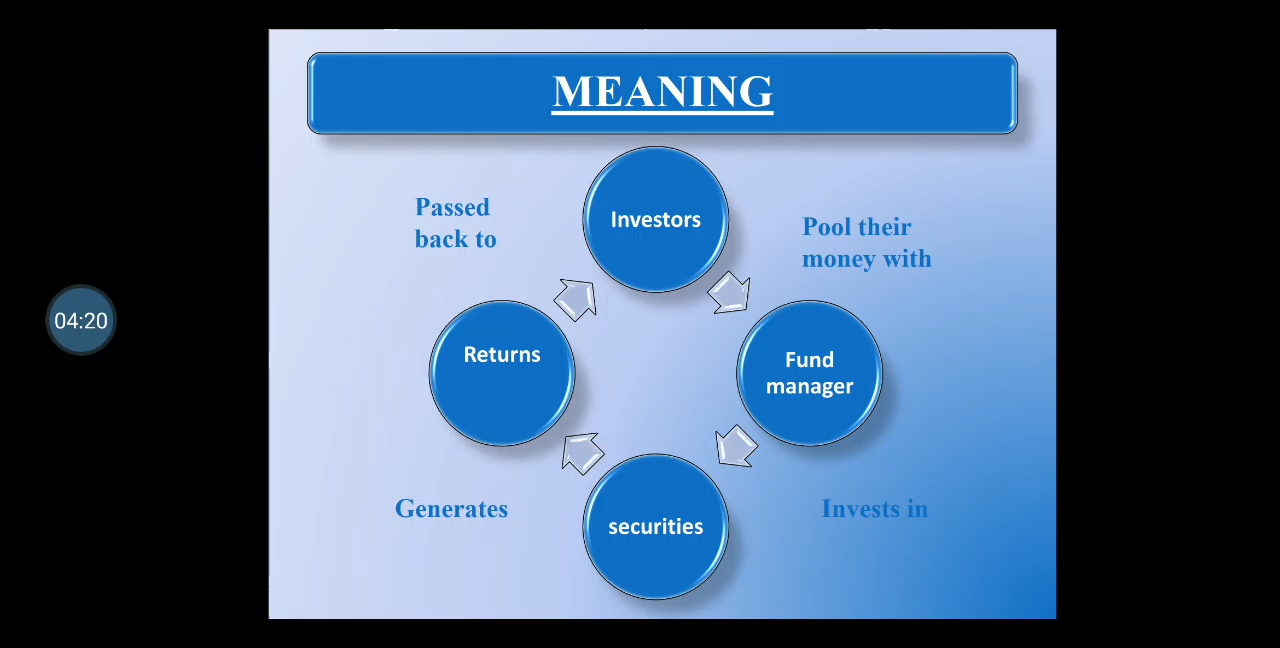 MEANING
Investors
Passed
back to
Pool their
money with
04:20
Returns
Fund
manager
Generates
securities
Invests in